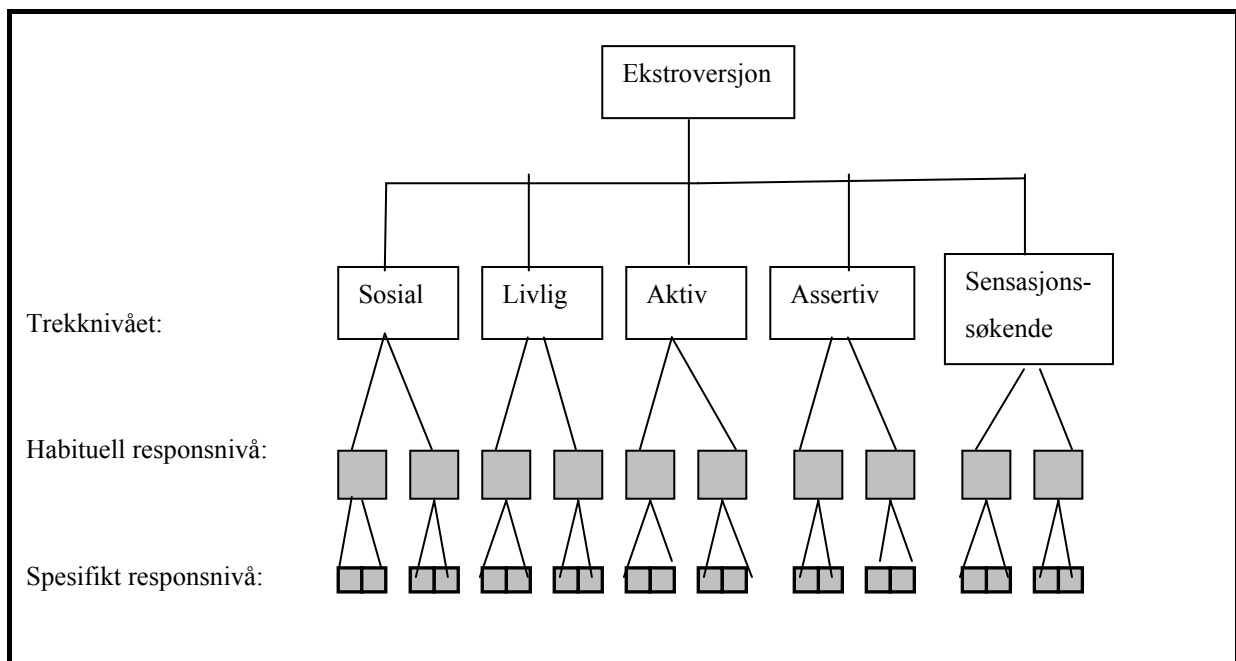 Ekstroversjon
Sosial
Livlig
Aktiv
Assertiv
Sensasjons-
søkende
Trekknivået:
Habituell responsnivå:
Spesifikt responsnivå: